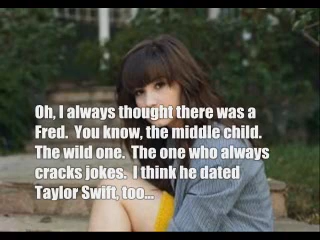 Oh, I always thought there was a
Fred.  You know, the middle child.
The wild one.  The one who always
cracks jokes.  I think he dated
Taylor Swift, too...